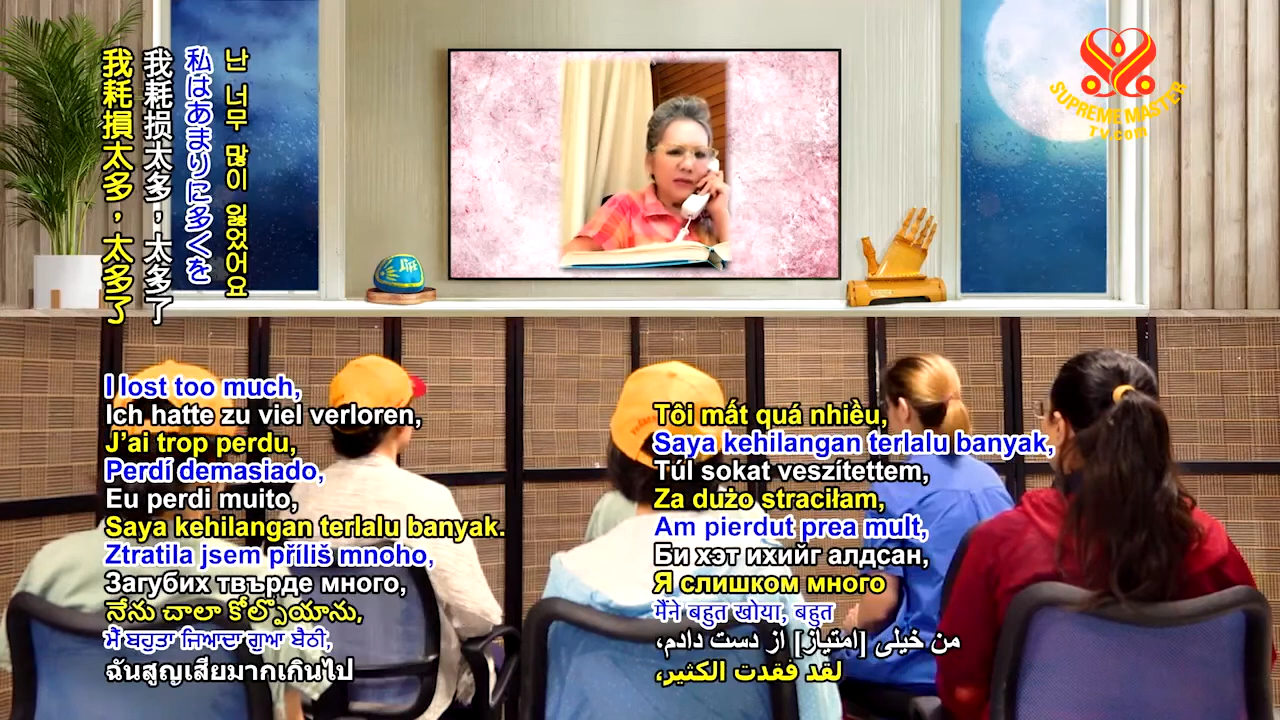 我耗損太多，太多了
我耗损太多，太多了
私はあまりに多くを
난 너무 많이 잃었어요
SUPREME MASTER
TV.com
I lost too much,
Ich hatte zu viel verloren,
J'ai trop perdu,
Perdí demasiado,
Eu perdi muito,
Saya kehilangan terlalu banyak.
Ztratila jsem příliš mnoho,
Загубих твърде много,
నేను చాలా కోల్పోయాను,
ਮੈਂ ਬਹੁਤਾ ਜਿਆਦਾ ਗੁਆ ਬੈਠੀ,
ฉันสูญเสียมากเกินไป
Tôi mất quá nhiều,
Saya kehilangan terlalu banyak,
Túl sokat veszítettem,
Za dużo straciłam,
Am pierdut prea mult,
Би хэт ихийг алдсан,
Я слишком много
मैंने बहुत खोया, बहुत
من خیلی [امتیاز] از دست دادم،
لقد فقدت الكثير،